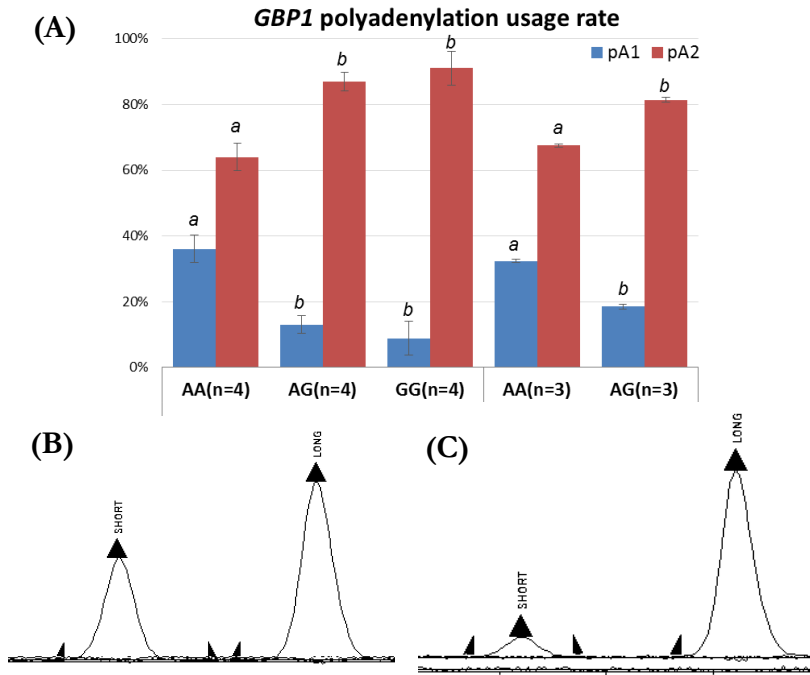 (A)
GBP1 polyadenylation usage rate
pA1 pA2
100%
80%
60%
40%
20%
0%
a a b b b b a a b b
AA(n=4) AG(n=4) GG(n=4) AA(n=3) AG(n=3)
(B)
SHORT
LONG
(C)
SHORT
LONG